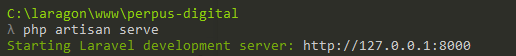 C:\laragon\www\perpus-digital
λ php artisan serve
Starting Laravel development server: http://127.0.0.1:8000